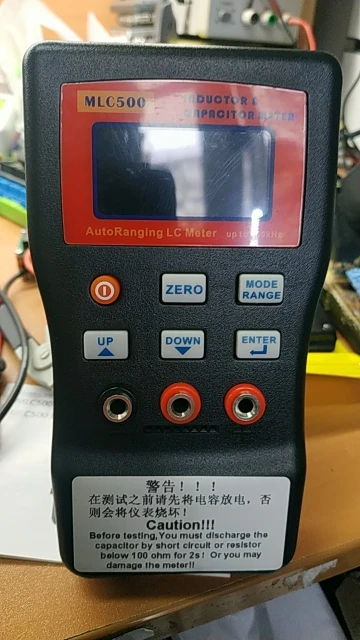 MLC500
INDUCTOR &
CAPACITOR METER
AutoRanging LC Meter up to
ZERO
MODE
RANGE
UP
DOWN
ENTER
警告！！！
在测试之前请先将电容放电，否
则会将仪表烧坏！
Caution!!!
Before testing,You must discharge the
capacitor by short circuit or resistor
below 100 ohm for 2s! Or you may
damage the meter!!